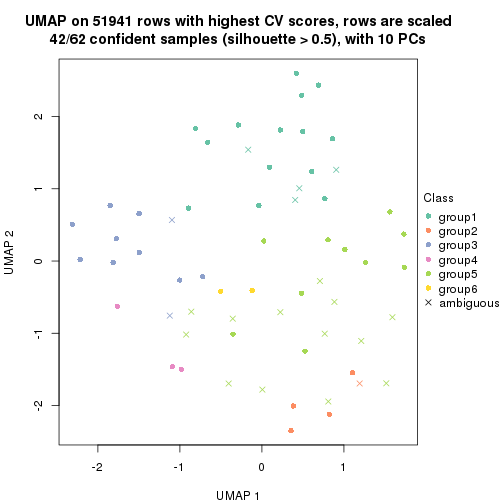 UMAP on 51941 rows with highest CV scores, rows are scaled
42/62 confident samples (silhouette > 0.5), with 10 PCs
UMAP 2
2
1
0
-1
-2
-2
-1
0
1
UMAP 1
Class
group1
group2
group3
group4
group5
group6
ambiguous